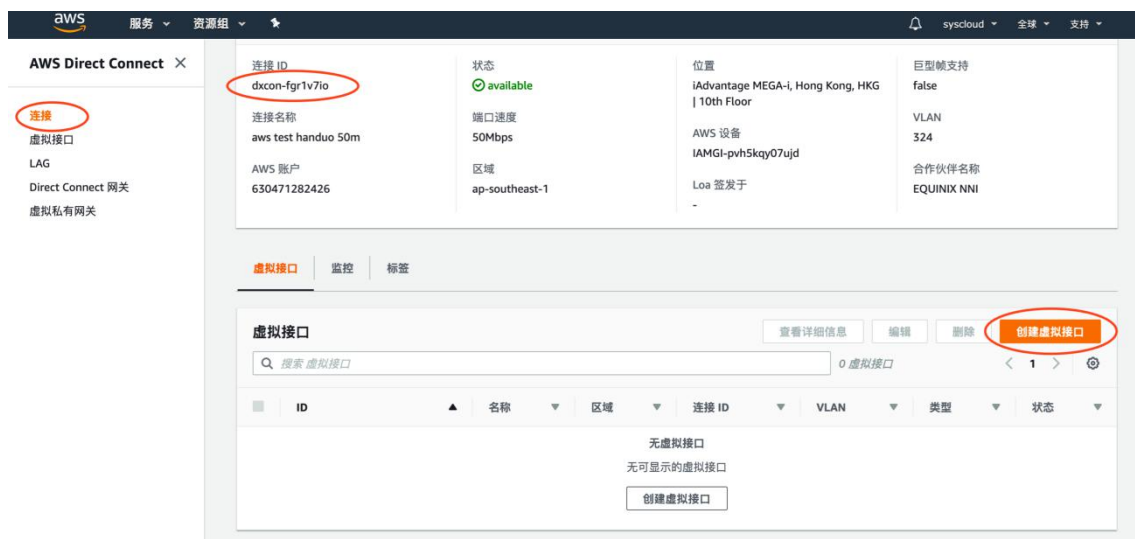 aws 服务 资源组 syscloud 全球 支持
AWS Direct Connect ×
连接
虚拟接口
LAG
Direct Connect 网关
虚拟私有网关
连接 ID
dxcon-fgr1v7io
连接名称
aws test handuo 50m
AWS 账户
630471282426
状态
available
端口速度
50Mbps
区域
ap-southeast-1
位置
iAdvantage MEGA-i, Hong Kong, HKG
| 10th Floor
AWS 设备
IAMGI-pvh5kqy07ujd
Loa 签发于
-
巨型帧支持
false
VLAN
324
合作伙伴名称
EQUINIX NNI
虚拟接口 监控 标签
虚拟接口 查看详细信息 编辑 删除 创建虚拟接口
搜索 虚拟接口 0 虚拟接口 < 1 >
ID 名称 区域 连接 ID VLAN 类型 状态
无虚拟接口
无可显示的虚拟接口
创建虚拟接口